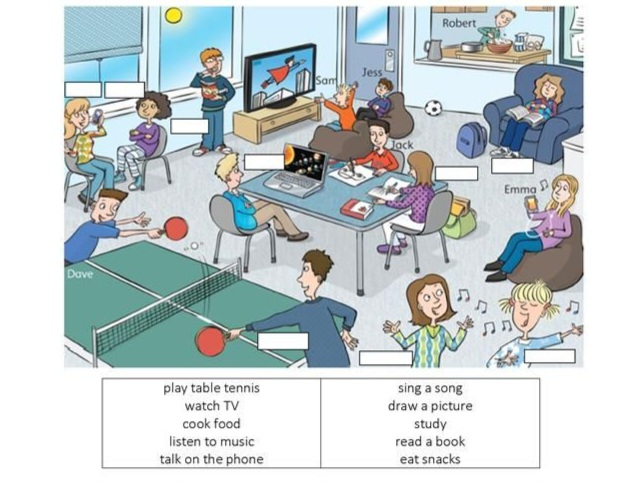 Robert
Sam
Jess
Jack
Emma
Dave
play table tennis
sing a song
watch TV
draw a picture
cook food
study
listen to music
read a book
talk on the phone
eat snacks